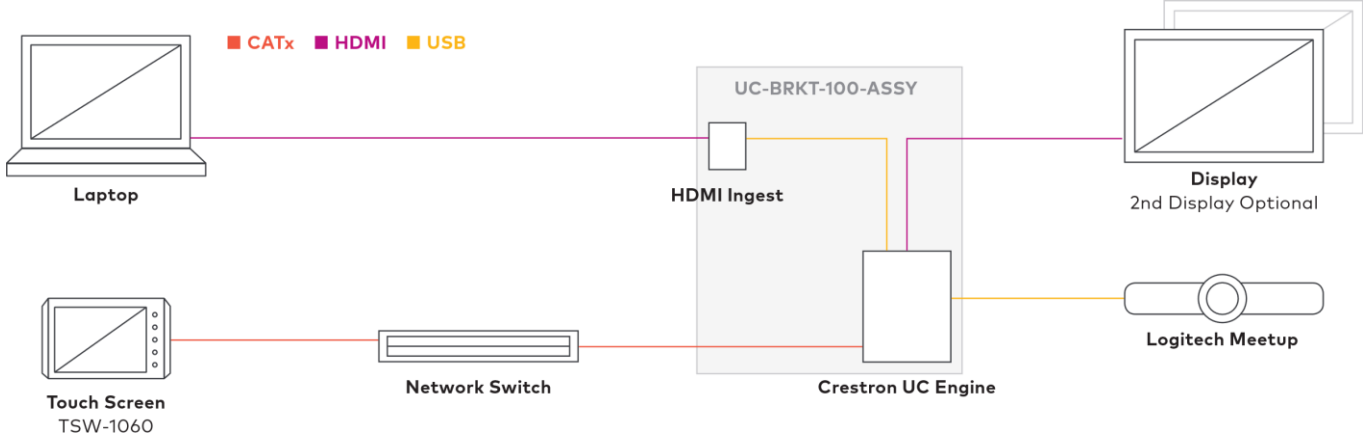 CATx HDMI USB
UC-BRKT-100-ASSY
Laptop
HDMI Ingest
Display
2nd Display Optional
Touch Screen
TSW-1060
Network Switch
Crestron UC Engine
Logitech Meetup